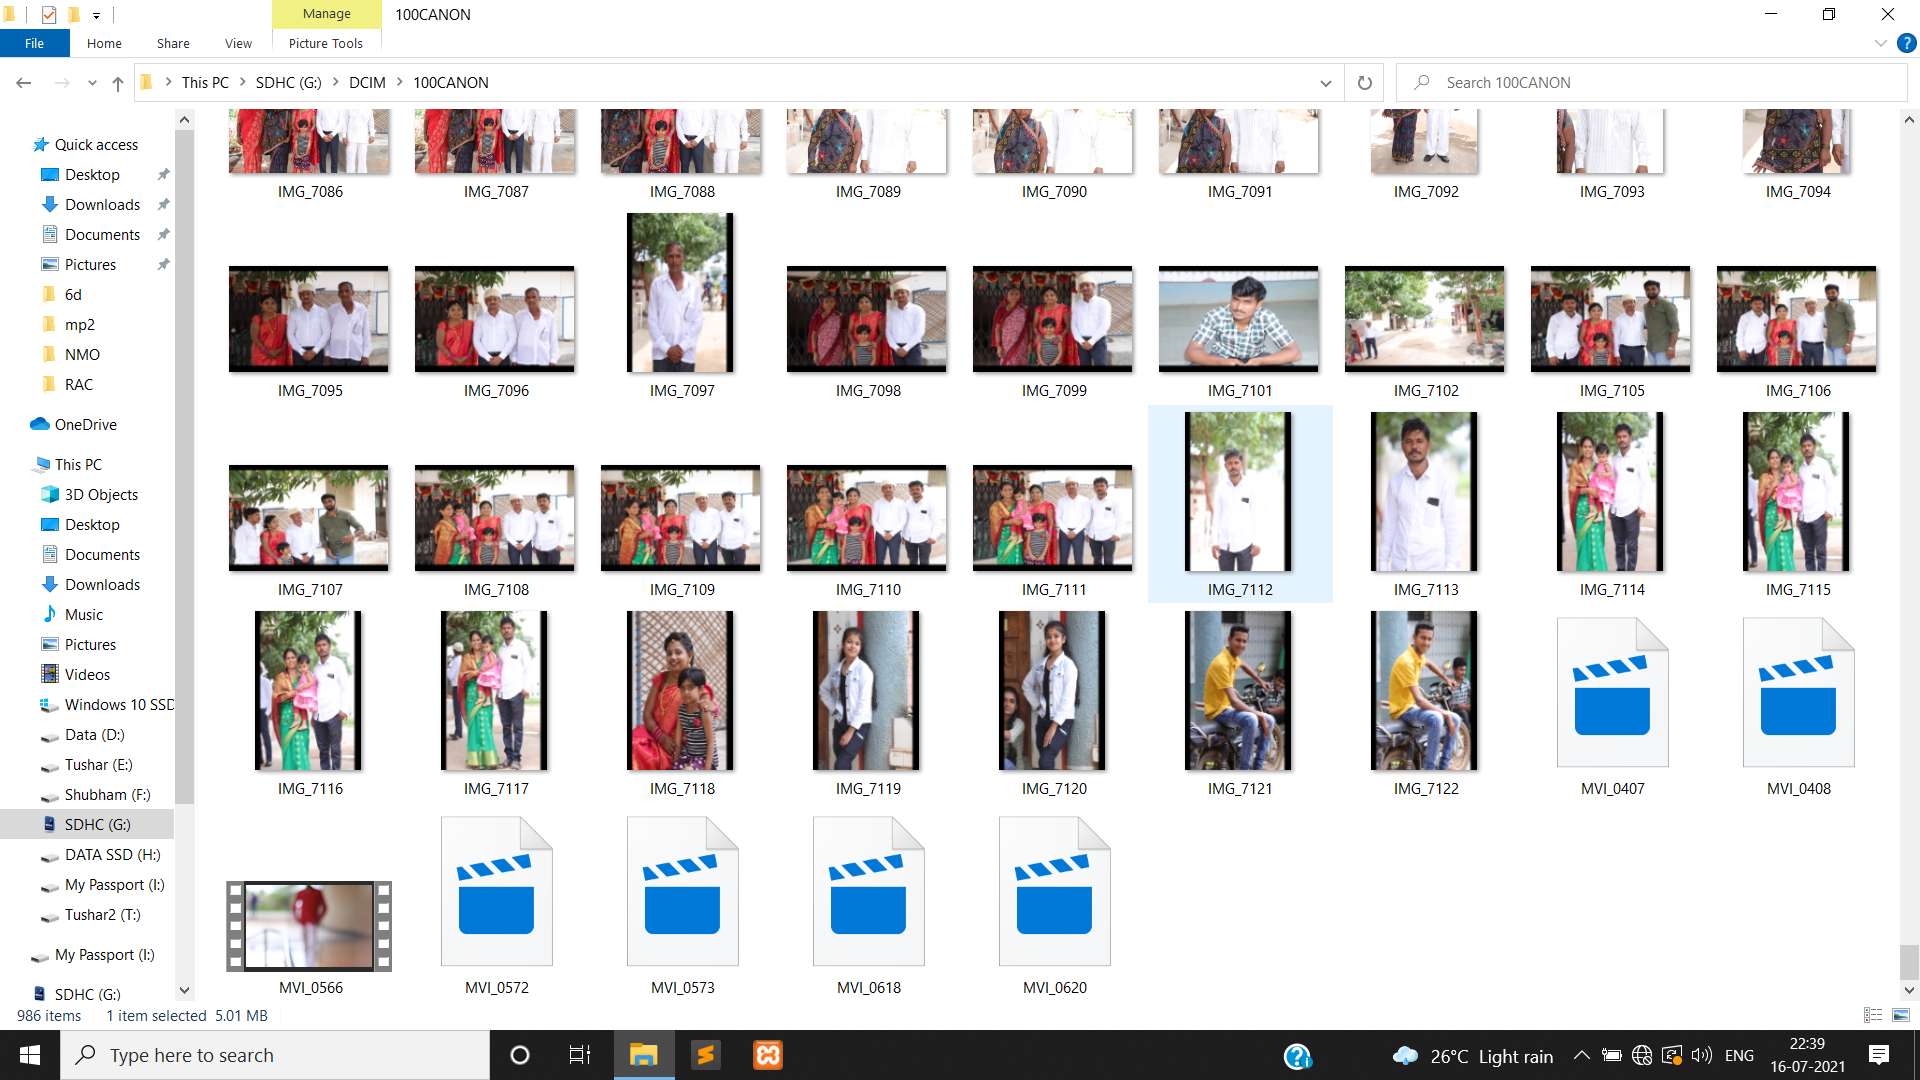 Manage
100CANON
File
Home
Share
View
Picture Tools
This PC
SDHC (G:)
DCIM
100CANON
Search 100CANON
Quick access
Desktop
Downloads
Documents
Pictures
6d
mp2
NMO
RAC
OneDrive
This PC
3D Objects
Desktop
Documents
Downloads
Music
Pictures
Videos
Windows 10 SSD
Data (D:)
Tushar (E:)
Shubham (F:)
SDHC (G:)
DATA SSD (H:)
My Passport (I:)
Tushar2 (T:)
My Passport (I:)
SDHC (G:)
IMG_7086 IMG_7087 IMG_7088 IMG_7089 IMG_7090 IMG_7091 IMG_7092 IMG_7093 IMG_7094
IMG_7095 IMG_7096 IMG_7097 IMG_7098 IMG_7099 IMG_7101 IMG_7102 IMG_7105 IMG_7106
IMG_7107 IMG_7108 IMG_7109 IMG_7110 IMG_7111 IMG_7112 IMG_7113 IMG_7114 IMG_7115
IMG_7116 IMG_7117 IMG_7118 IMG_7119 IMG_7120 IMG_7121 IMG_7122 MVI_0407 MVI_0408
MVI_0566 MVI_0572 MVI_0573 MVI_0618 MVI_0620
986 items 1 item selected 5.01 MB
Type here to search
26°C Light rain
ENG
22:39
16-07-2021